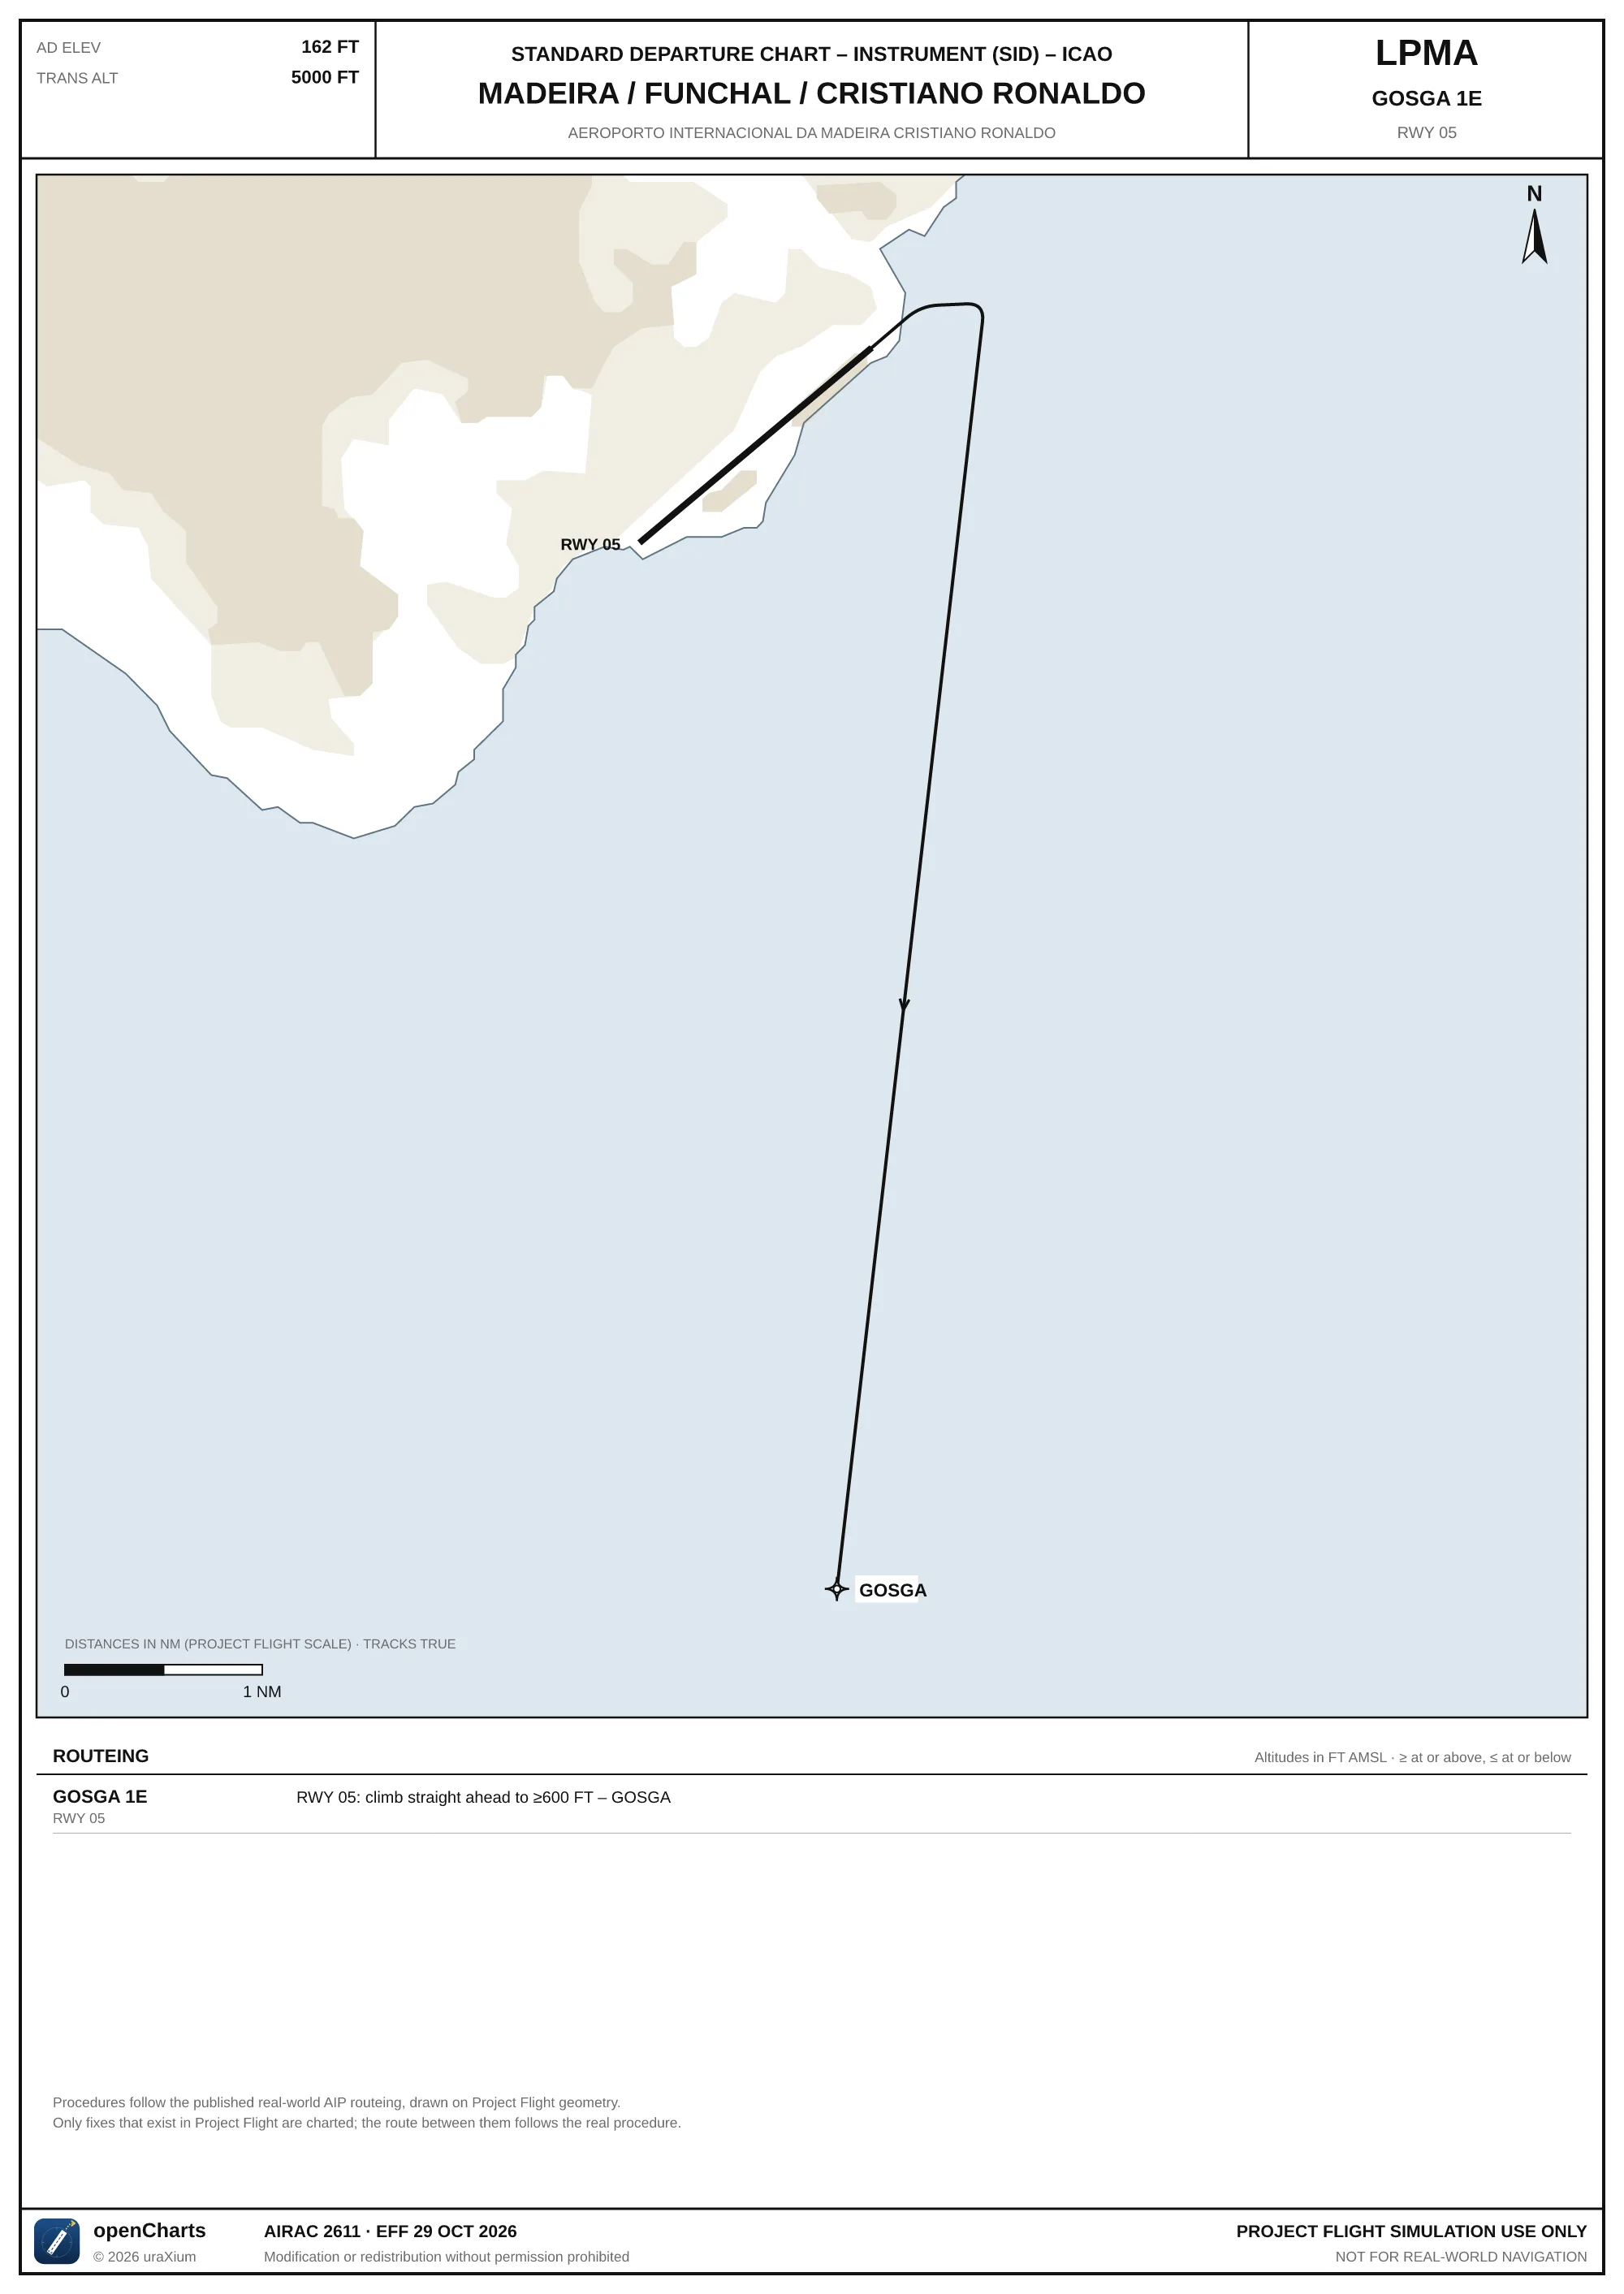 AD ELEV 162 FT
TRANS ALT 5000 FT
STANDARD DEPARTURE CHART – INSTRUMENT (SID) – ICAO
MADEIRA / FUNCHAL / CRISTIANO RONALDO
AEROPORTO INTERNACIONAL DA MADEIRA CRISTIANO RONALDO
LPMA
GOSGA 1E
RWY 05
N
RWY 05
GOSGA
DISTANCES IN NM (PROJECT FLIGHT SCALE) · TRACKS TRUE
0 1 NM
ROUTEING Altitudes in FT AMSL · ≥ at or above, ≤ at or below
GOSGA 1E RWY 05: climb straight ahead to ≥600 FT – GOSGA
RWY 05
Procedures follow the published real-world AIP routeing, drawn on Project Flight geometry.
Only fixes that exist in Project Flight are charted; the route between them follows the real procedure.
openCharts AIRAC 2611 · EFF 29 OCT 2026 PROJECT FLIGHT SIMULATION USE ONLY
© 2026 uraXium Modification or redistribution without permission prohibited NOT FOR REAL-WORLD NAVIGATION